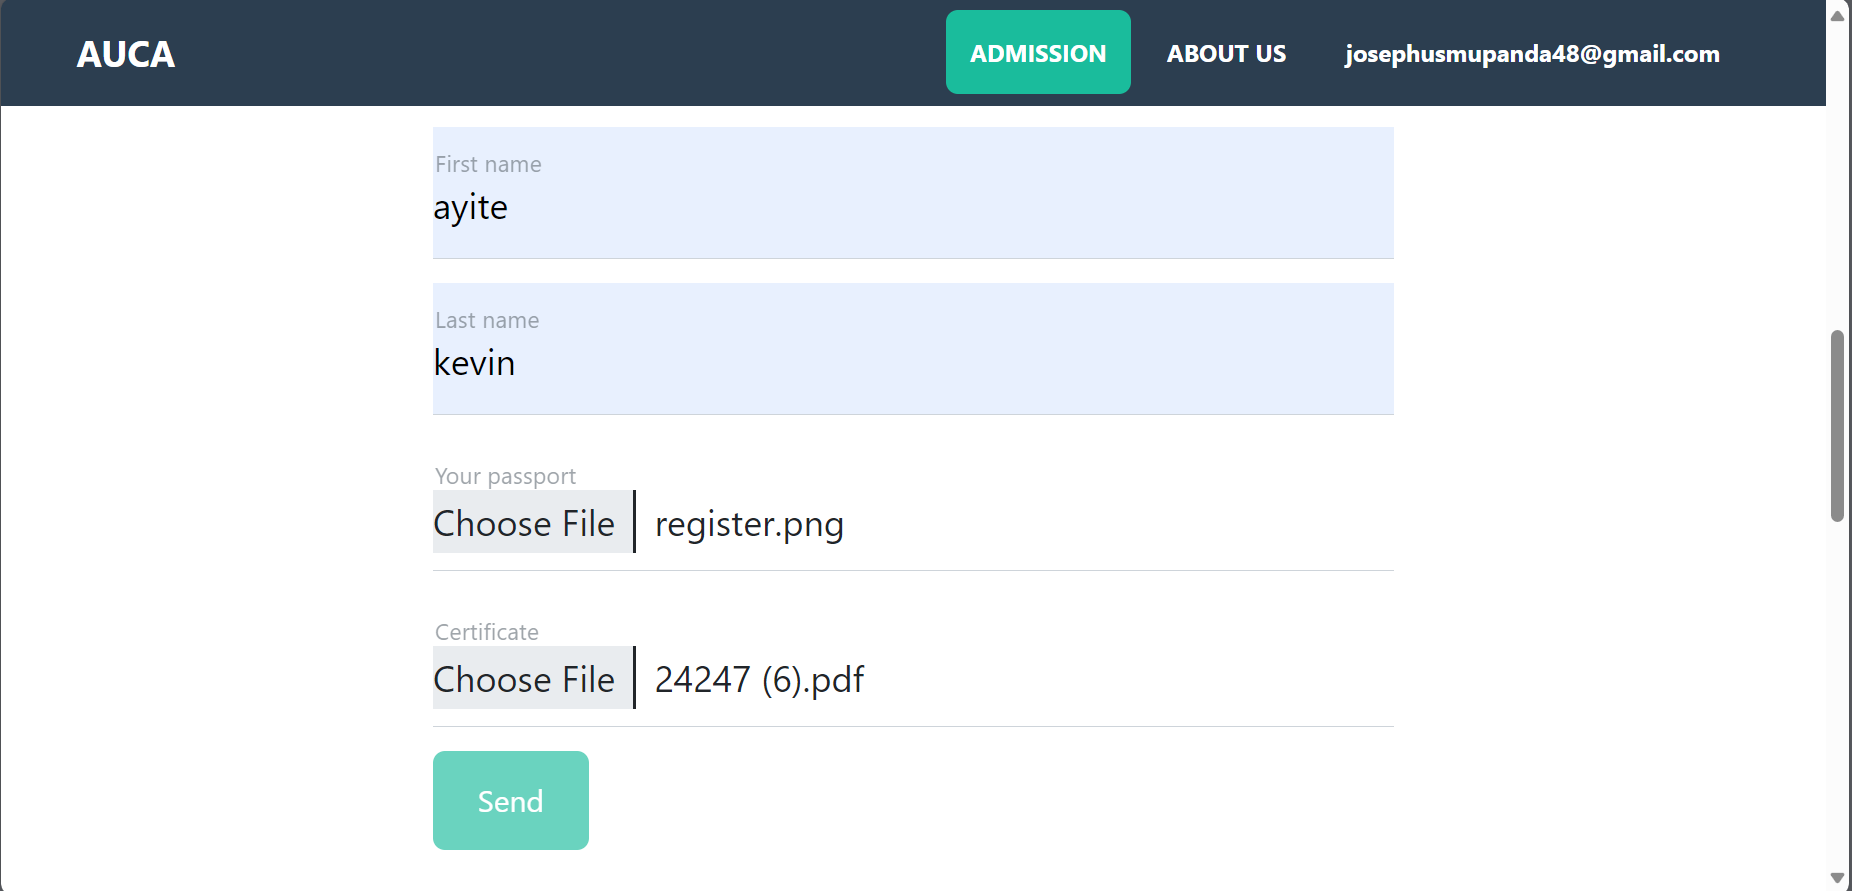 AUCA ADMISSION ABOUT US josephusmupanda48@gmail.com
First name
ayite
Last name
kevin
Your passport
Choose File register.png
Certificate
Choose File 24247 (6).pdf
Send